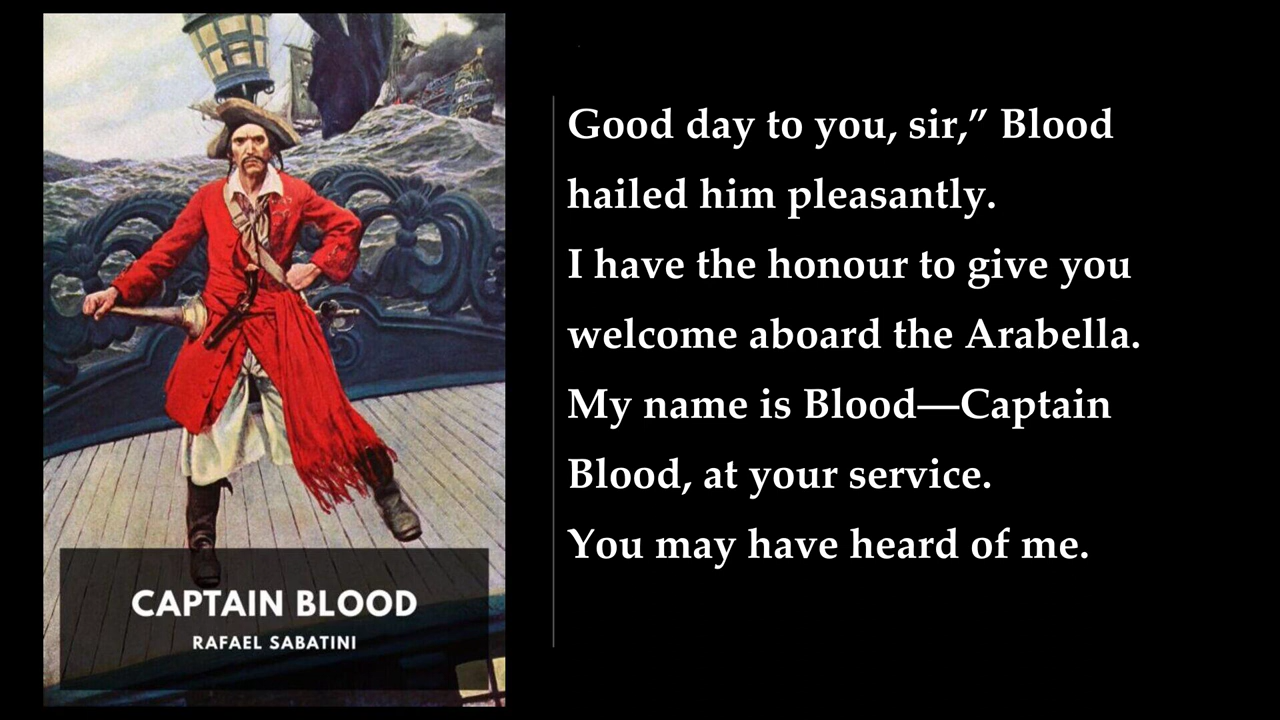 CAPTAIN BLOOD
RAFAEL SABATINI
Good day to you, sir,” Blood
hailed him pleasantly.
I have the honour to give you
welcome aboard the Arabella.
My name is Blood—Captain
Blood, at your service.
You may have heard of me.